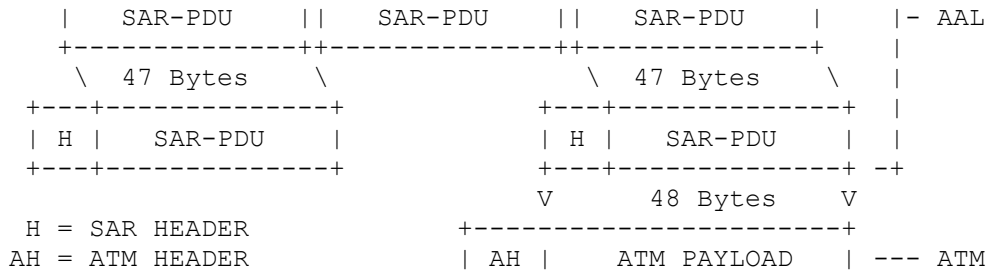 |   SAR-PDU    ||   SAR-PDU    ||   SAR-PDU    |    |- AAL
+--------------++--------------++--------------+    |
\  47 Bytes    \                \  47 Bytes    \   |
+---+--------------+            +---+--------------+  |
| H |   SAR-PDU    |            | H |   SAR-PDU    |  |
+---+--------------+            +---+--------------+ -+
V      48 Bytes    V
H = SAR HEADER             +-----------------------+
AH = ATM HEADER             | AH |    ATM PAYLOAD   | --- ATM